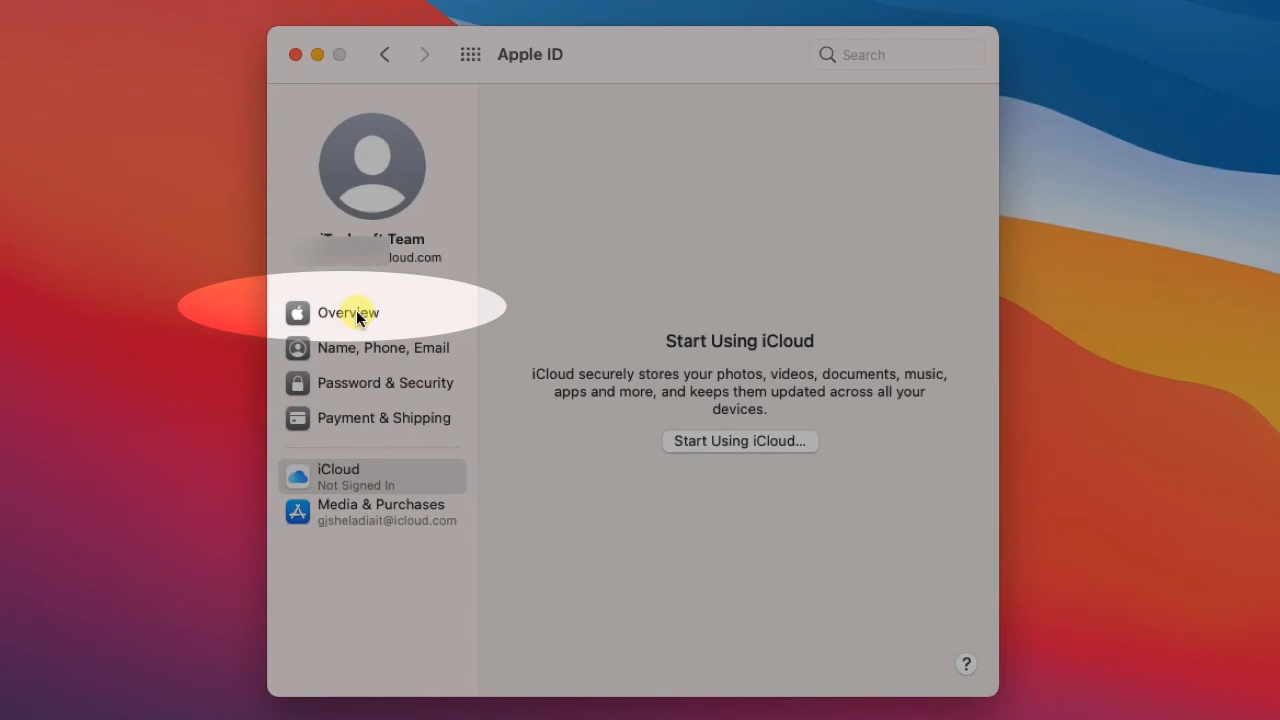 Apple ID
Search
Team
loud.com
Overview
Name, Phone, Email
Password & Security
Payment & Shipping
iCloud
Not Signed In
Media & Purchases
gjsheladiait@icloud.com
Start Using iCloud
iCloud securely stores your photos, videos, documents, music,
apps and more, and keeps them updated across all your
devices.
Start Using iCloud...
?